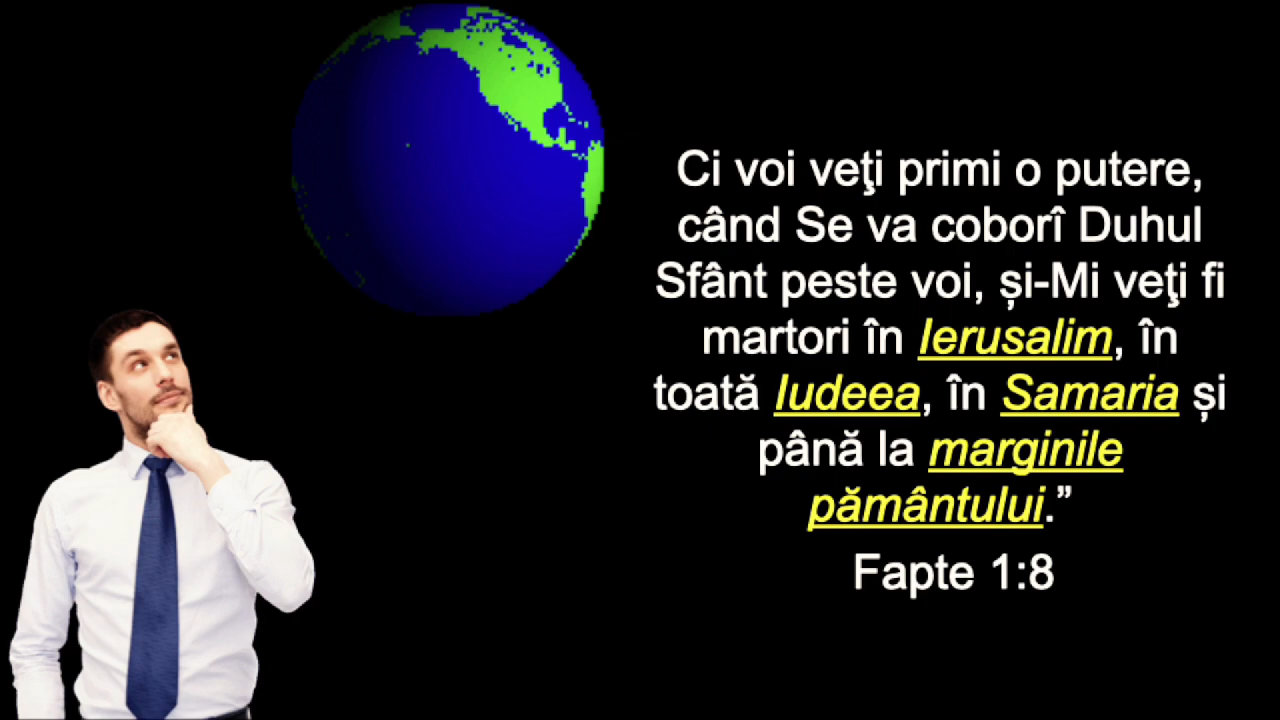 Ci voi veţi primi o putere,
când Se va coborî Duhul
Sfânt peste voi, și-Mi veţi fi
martori în Ierusalim, în
toată Iudeea, în Samaria și
până la marginile
pământului.”
Fapte 1:8